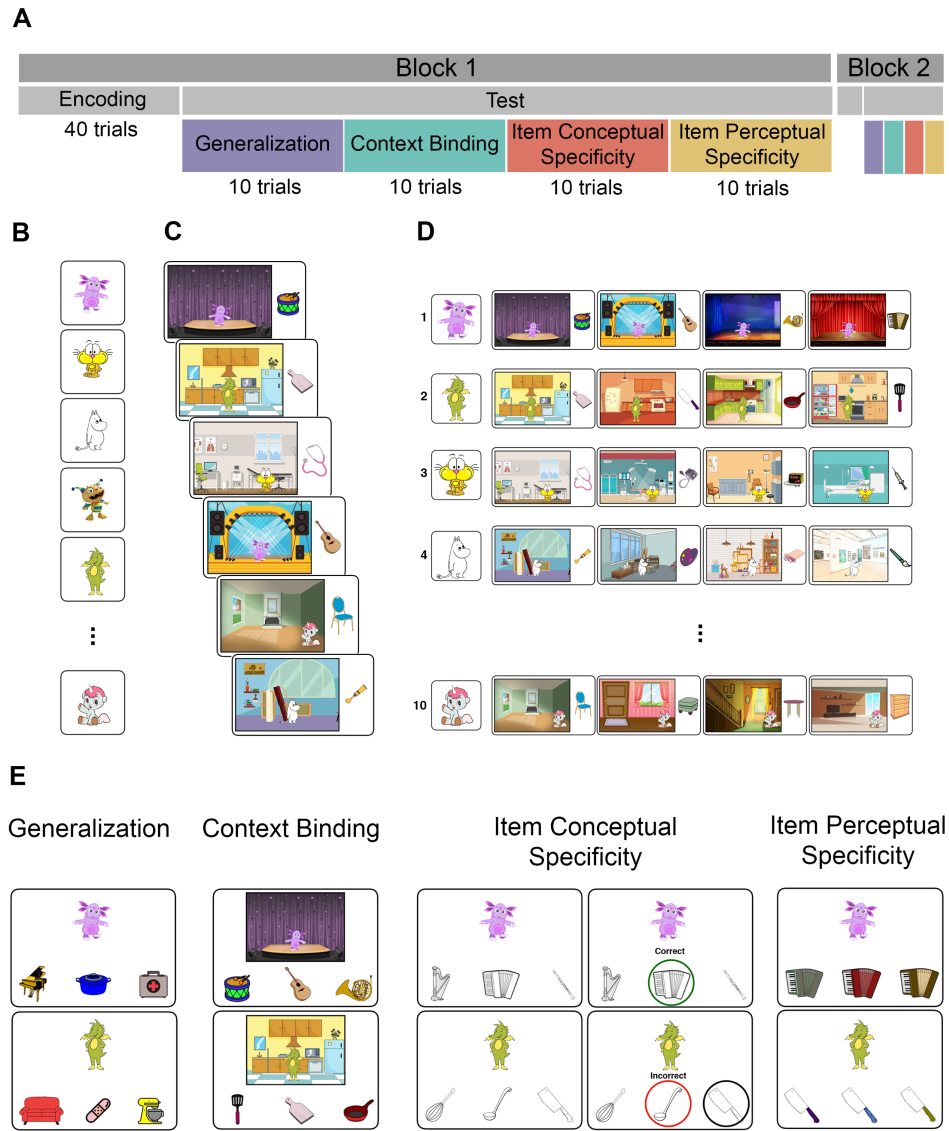 A
Block 1
Block 2
Encoding
Test
40 trials
Generalization
Context Binding
Item Conceptual
Specificity
Item Perceptual
Specificity
10 trials
10 trials
10 trials
10 trials
B
C
D
1
2
3
4
10
E
Generalization
Context Binding
Item Conceptual
Specificity
Item Perceptual
Specificity
Correct
Incorrect